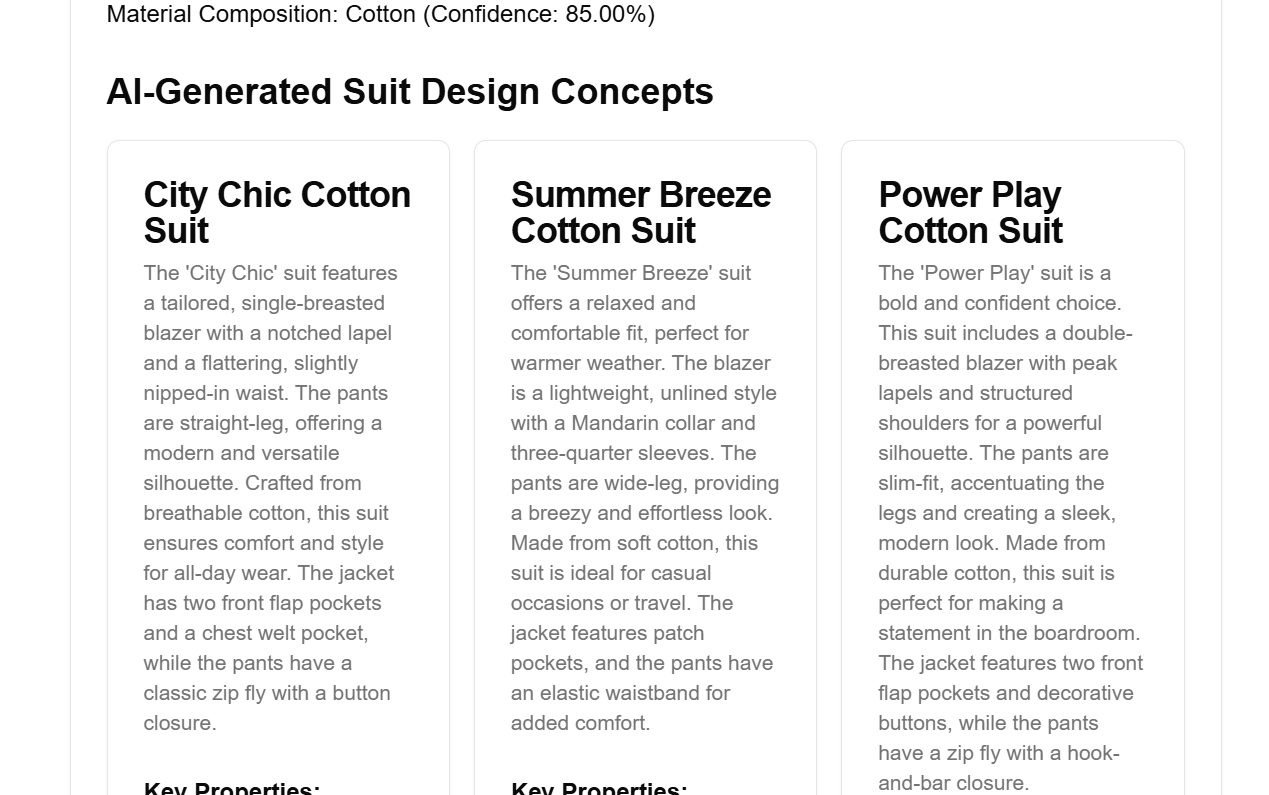 Material Composition: Cotton (Confidence: 85.00%)
AI-Generated Suit Design Concepts
City Chic Cotton
Suit
The 'City Chic' suit features
a tailored, single-breasted
blazer with a notched lapel
and a flattering, slightly
nipped-in waist. The pants
are straight-leg, offering a
modern and versatile
silhouette. Crafted from
breathable cotton, this suit
ensures comfort and style
for all-day wear. The jacket
has two front flap pockets
and a chest welt pocket,
while the pants have a
classic zip fly with a button
closure.
Key Properties:
Summer Breeze
Cotton Suit
The 'Summer Breeze' suit
offers a relaxed and
comfortable fit, perfect for
warmer weather. The blazer
is a lightweight, unlined style
with a Mandarin collar and
three-quarter sleeves. The
pants are wide-leg, providing
a breezy and effortless look.
Made from soft cotton, this
suit is ideal for casual
occasions or travel. The
jacket features patch
pockets, and the pants have
an elastic waistband for
added comfort.
Key Properties:
Power Play
Cotton Suit
The 'Power Play' suit is a
bold and confident choice.
This suit includes a double-
breasted blazer with peak
lapels and structured
shoulders for a powerful
silhouette. The pants are
slim-fit, accentuating the
legs and creating a sleek,
modern look. Made from
durable cotton, this suit is
perfect for making a
statement in the boardroom.
The jacket features two front
flap pockets and decorative
buttons, while the pants
have a zip fly with a hook-
and-bar closure.